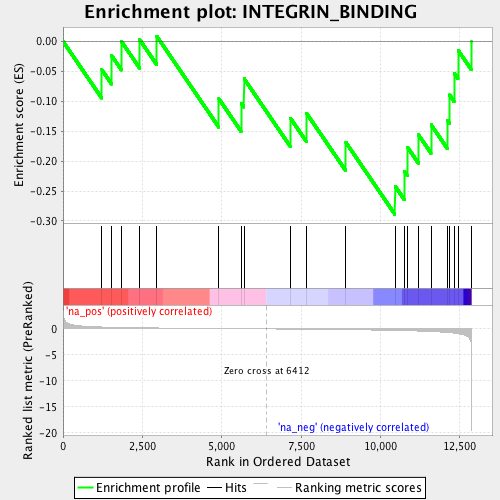 Enrichment plot: INTEGRIN_BINDING
Enrichment score (ES)
0.00
-0.05
-0.10
-0.15
-0.20
-0.25
-0.30
'na_pos' (positively correlated)
Ranked list metric (PreRanked)
0
-5
-10
-15
-20
Zero cross at 6412
'na_neg' (negatively correlated)
0
2,500
5,000
7,500
10,000
12,500
Rank in Ordered Dataset
Enrichment profile
Hits
Ranking metric scores